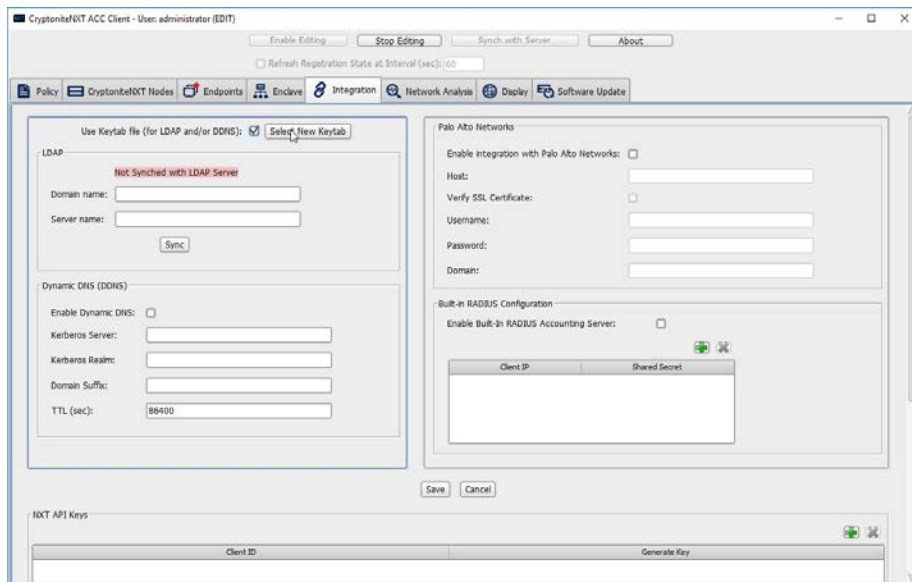 CryptoniteNXT ACC Client - User: administrator (EDIT)
Enable Editing Stop Editing Synch with Server About
Refresh Registration State at Interval (sec): 60
Policy CryptoniteNXT Nodes Endpoints Enclave Integration Network Analysis Display Software Update
Use Keytab file (for LDAP and/or DDNS): Select New Keytab
LDAP
Not Synched with LDAP Server
Domain name:
Server name:
Sync
Dynamic DNS (DDNS)
Enable Dynamic DNS:
Kerberos Server:
Kerberos Realm:
Domain Suffix:
TTL (sec): 86400
Palo Alto Networks
Enable integration with Palo Alto Networks:
Host:
Verify SSL Certificate:
Username:
Password:
Domain:
Built-in RADIUS Configuration
Enable Built-In RADIUS Accounting Server:
Client IP Shared Secret
Save Cancel
NXT API Keys
Client ID Generate Key